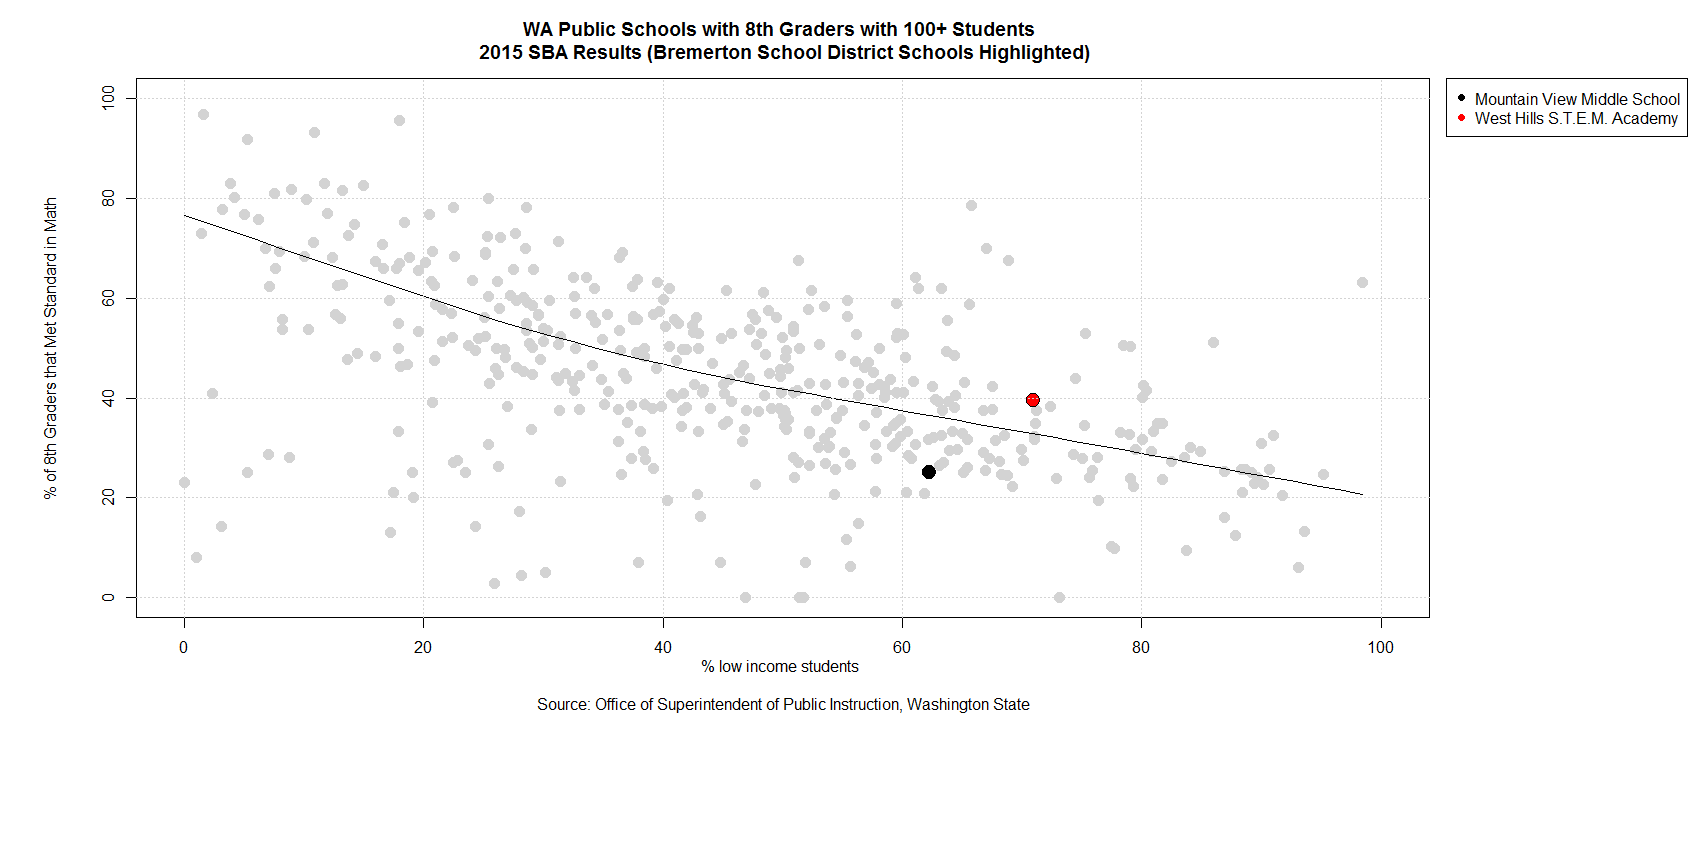 WA Public Schools with 8th Graders with 100+ Students
2015 SBA Results (Bremerton School District Schools Highlighted)
Mountain View Middle School
West Hills S.T.E.M. Academy
% of 8th Graders that Met Standard in Math
100
80
60
40
20
0
0 20 40 60 80 100
% low income students
Source: Office of Superintendent of Public Instruction, Washington State